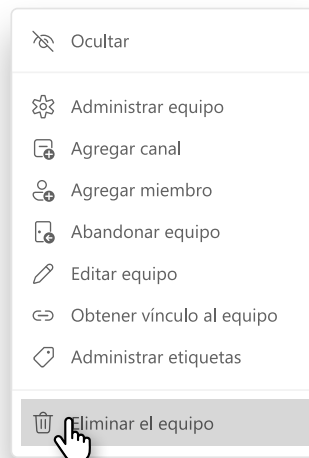 Ocultar
Administrar equipo
Agregar canal
Agregar miembro
Abandonar equipo
Editar equipo
Obtener vínculo al equipo
Administrar etiquetas
Eliminar el equipo